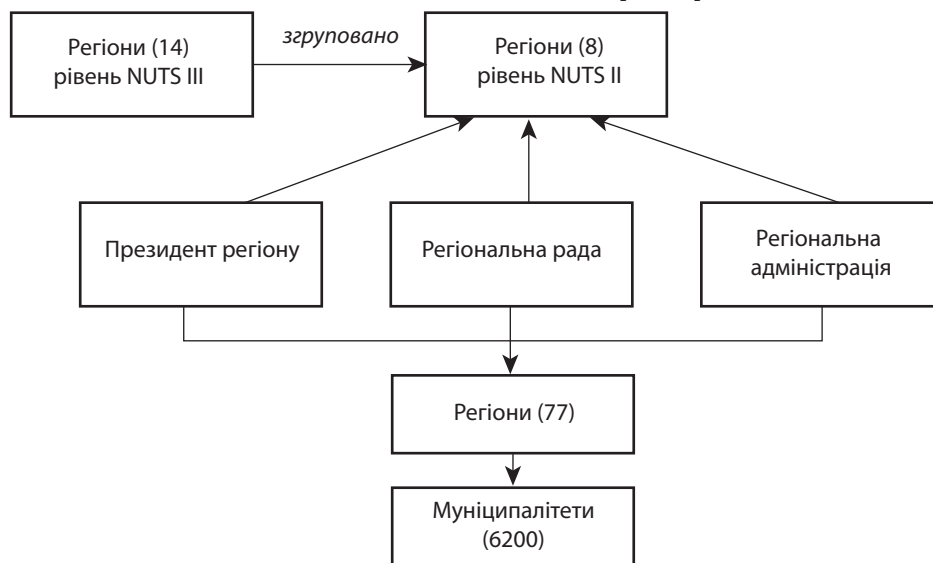 Регіони (14)
рівень NUTS III
згруповано
Регіони (8)
рівень NUTS II
Президент регіону
Регіональна рада
Регіональна
адміністрація
Регіони (77)
Муніципалітети
(6200)